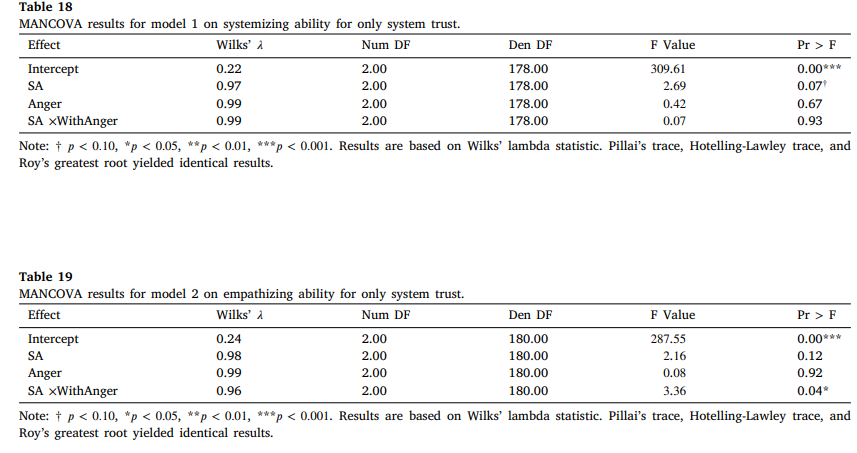 Table 18
MANCOVA results for model 1 on systemizing ability for only system trust.
Effect Wilks' λ Num DF Den DF F Value Pr > F
Intercept 0.22 2.00 178.00 309.61 0.00***
SA 0.97 2.00 178.00 2.69 0.07†
Anger 0.99 2.00 178.00 0.42 0.67
SA ×WithAnger 0.99 2.00 178.00 0.07 0.93
Note: † p < 0.10, *p < 0.05, **p < 0.01, ***p < 0.001. Results are based on Wilks' lambda statistic. Pillai's trace, Hotelling-Lawley trace, and
Roy's greatest root yielded identical results.
Table 19
MANCOVA results for model 2 on empathizing ability for only system trust.
Effect Wilks' λ Num DF Den DF F Value Pr > F
Intercept 0.24 2.00 180.00 287.55 0.00***
SA 0.98 2.00 180.00 2.16 0.12
Anger 0.99 2.00 180.00 0.08 0.92
SA ×WithAnger 0.96 2.00 180.00 3.36 0.04*
Note: † p < 0.10, *p < 0.05, **p < 0.01, ***p < 0.001. Results are based on Wilks' lambda statistic. Pillai's trace, Hotelling-Lawley trace, and
Roy's greatest root yielded identical results.